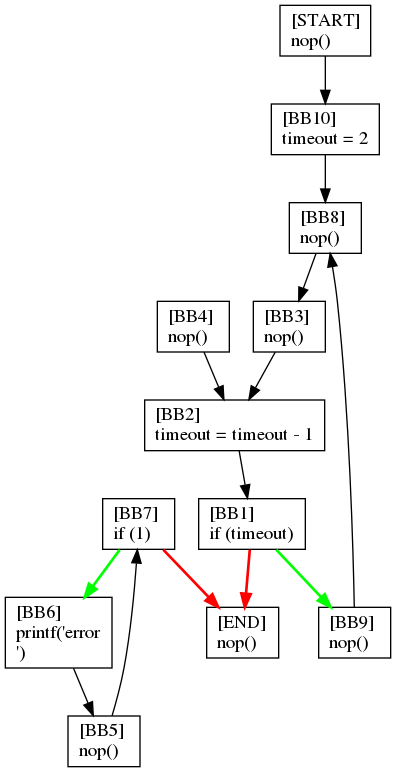 [START]
nop()
[BB10]
timeout = 2
[BB8]
nop()
[BB4]
nop()
[BB3]
nop()
[BB2]
timeout = timeout - 1
[BB7]
if (1)
[BB1]
if (timeout)
[BB6]
printf('error
')
[END]
nop()
[BB9]
nop()
[BB5]
nop()